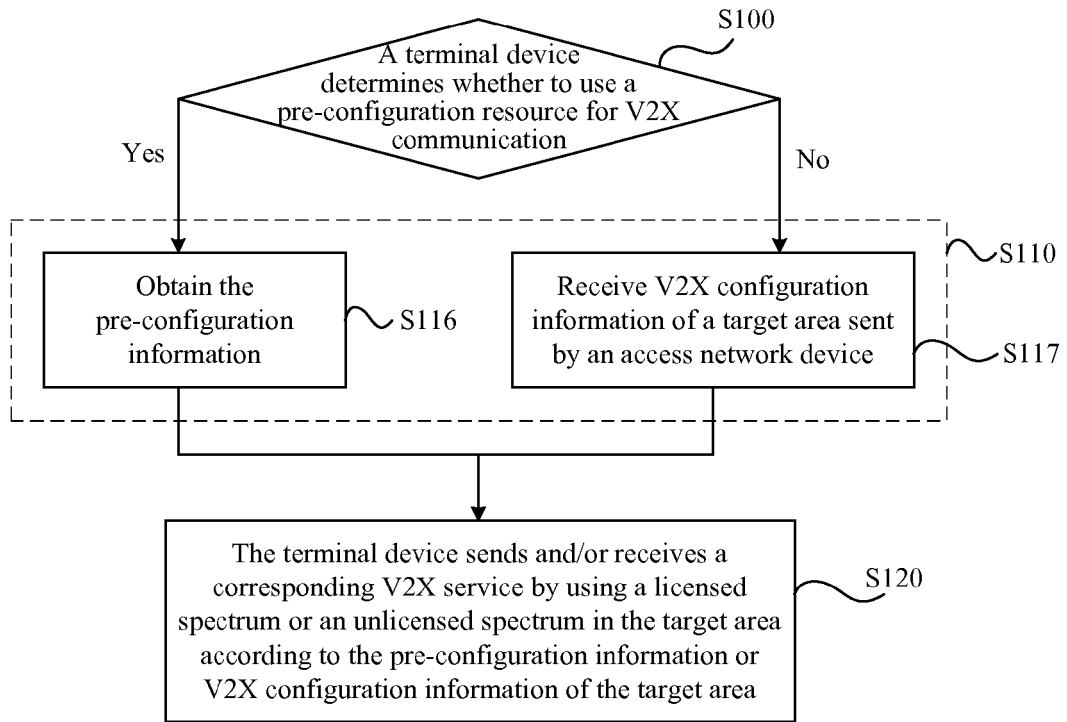 S100
A terminal device
determines whether to use a
pre-configuration resource for V2X
communication
Yes
No
S110
Obtain the
pre-configuration
information
S116
Receive V2X configuration
information of a target area sent
by an access network device
S117
The terminal device sends and/or receives a
corresponding V2X service by using a licensed
spectrum or an unlicensed spectrum in the target area
according to the pre-configuration information or
V2X configuration information of the target area
S120